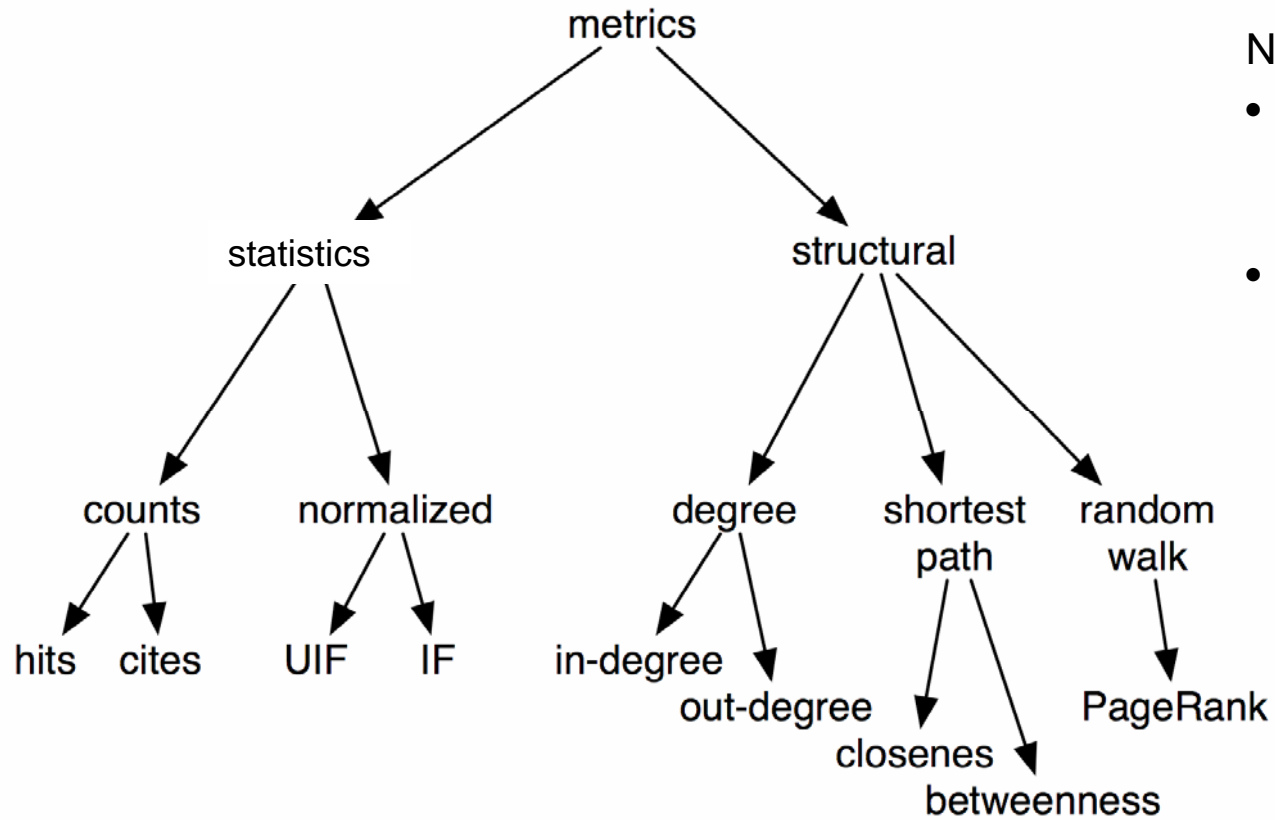 metrics
N
•
statistics
structural
•
counts
normalized
degree
shortest
path
random
walk
hits
cites
UIF
IF
in-degree
out-degree
closenes
betweenness
PageRank